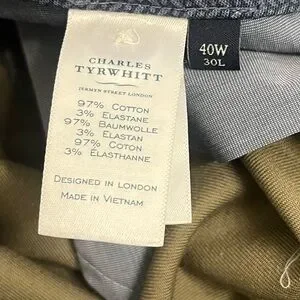 CHARLES
TYRWHITT
JERMYN STREET LONDON
97% COTTON
3% ELASTANE
97% BAUMWOLLE
3% ELASTAN
97% COTON
3% ÉLASTHANNE
DESIGNED IN LONDON
MADE IN VIETNAM
40W
30L